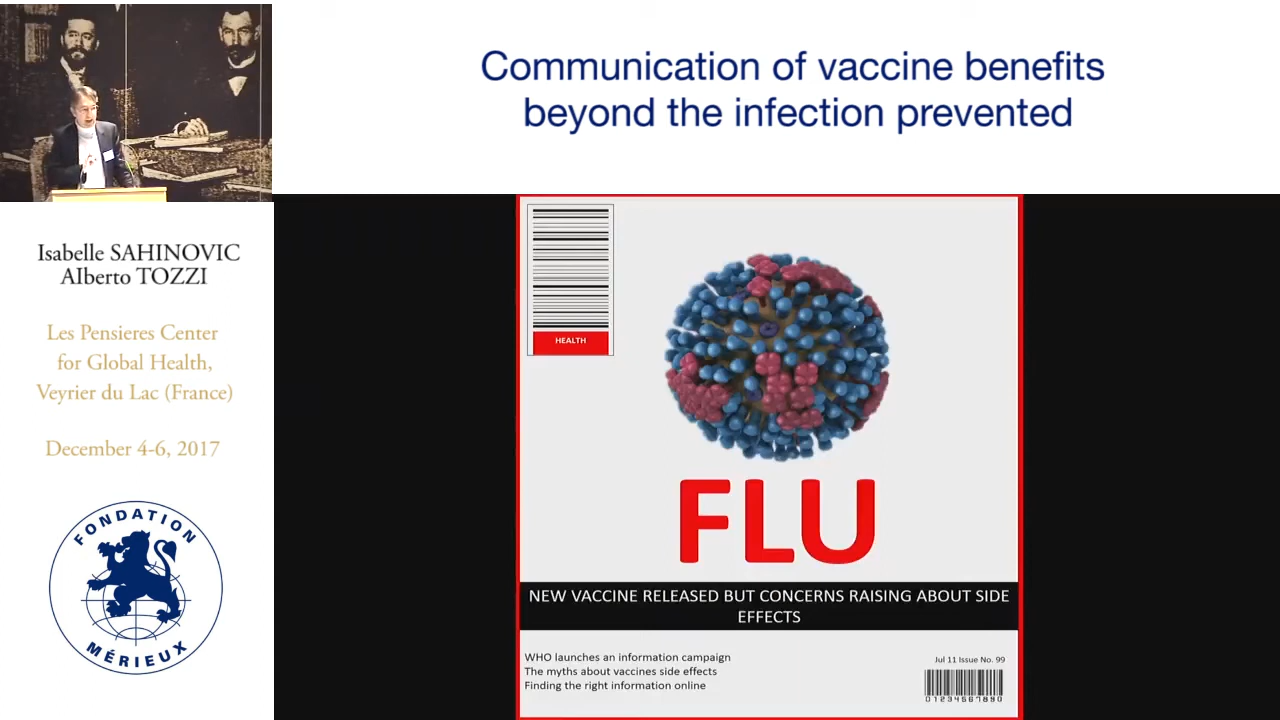 Communication of vaccine benefits
beyond the infection prevented
Isabelle SAHINOVIC
Alberto TOZZI
Les Pensieres Center
for Global Health,
Veyrier du Lac (France)
December 4-6, 2017
FONDATION
MÉRIEUX
HEALTH
FLU
NEW VACCINE RELEASED BUT CONCERNS RAISING ABOUT SIDE
EFFECTS
WHO launches an information campaign
The myths about vaccines side effects
Finding the right information online
Jul 11 Issue No. 99
01234567890